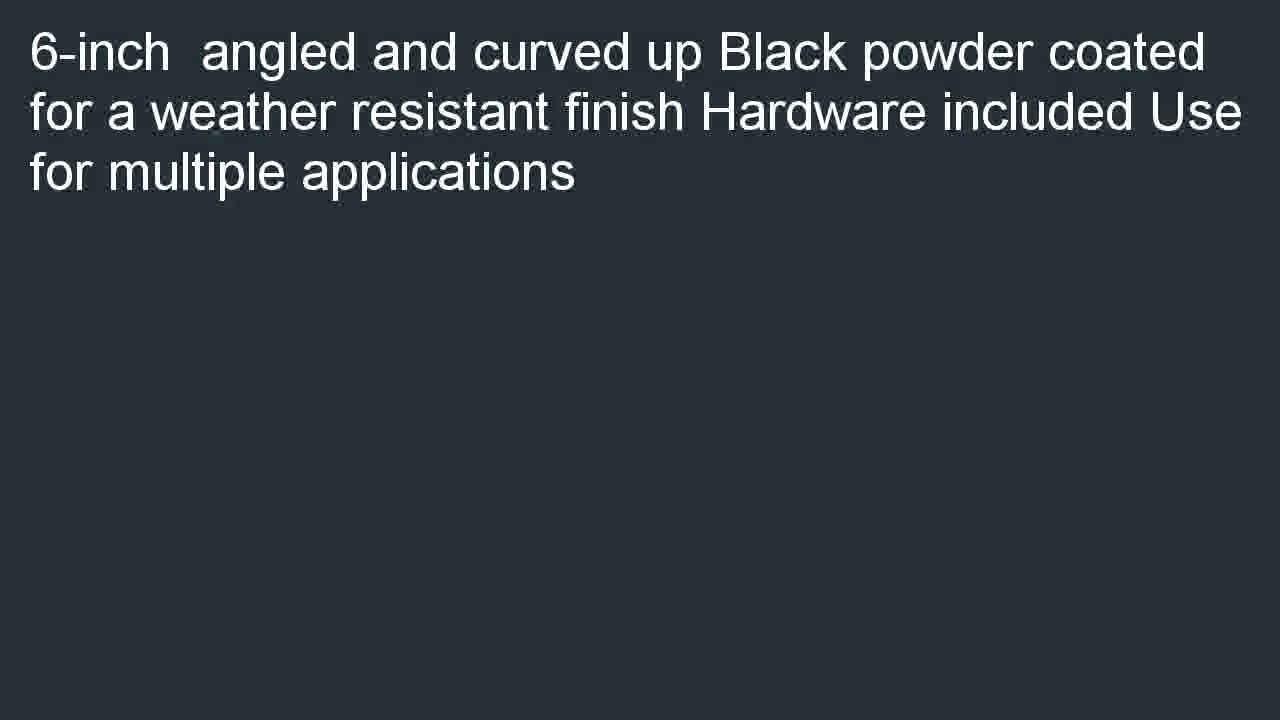 6-inch  angled and curved up Black powder coated
for a weather resistant finish Hardware included Use
for multiple applications